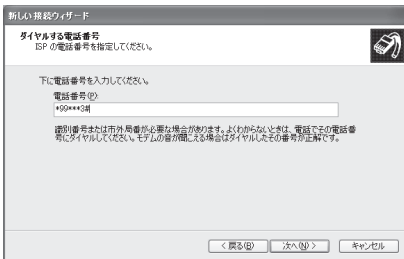 新しい接続ウィザード
ダイヤルする電話番号
ISP の電話番号を指定してください。
下に電話番号を入力してください。
電話番号(P):
*99***3#
識別番号または市外局番が必要な場合があります。よくわからないときは、電話でその電話番
号にダイヤルしてください。モデムの音が聞こえる場合はダイヤルしたその番号が正解です。
< 戻る(B)
次へ(N) >
キャンセル